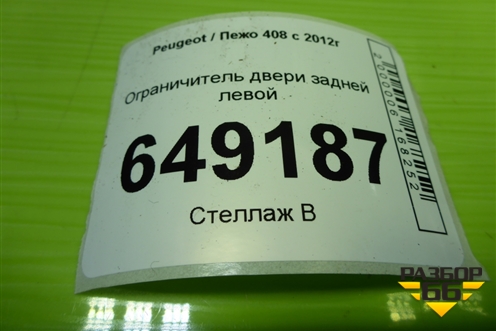 Peugeot / Пежо 408 с 2012г
Ограничитель двери задней
левой
649187
Стеллаж В
2000006168252
РАЗБОР
66